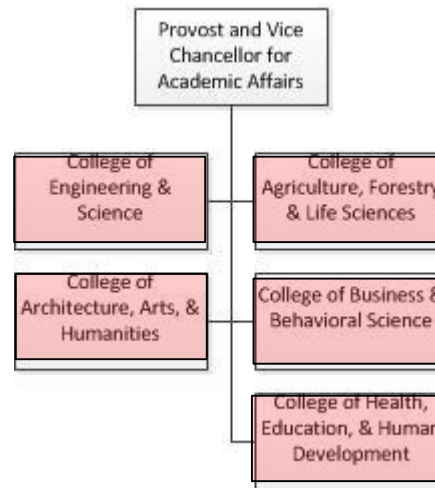 Provost and Vice
Chancellor for
Academic Affairs
College of
Engineering &
Science
College of
Agriculture, Forestry
& Life Sciences
College of
Architecture, Arts, &
Humanities
College of Business &
Behavioral Science
College of Health,
Education, & Human
Development